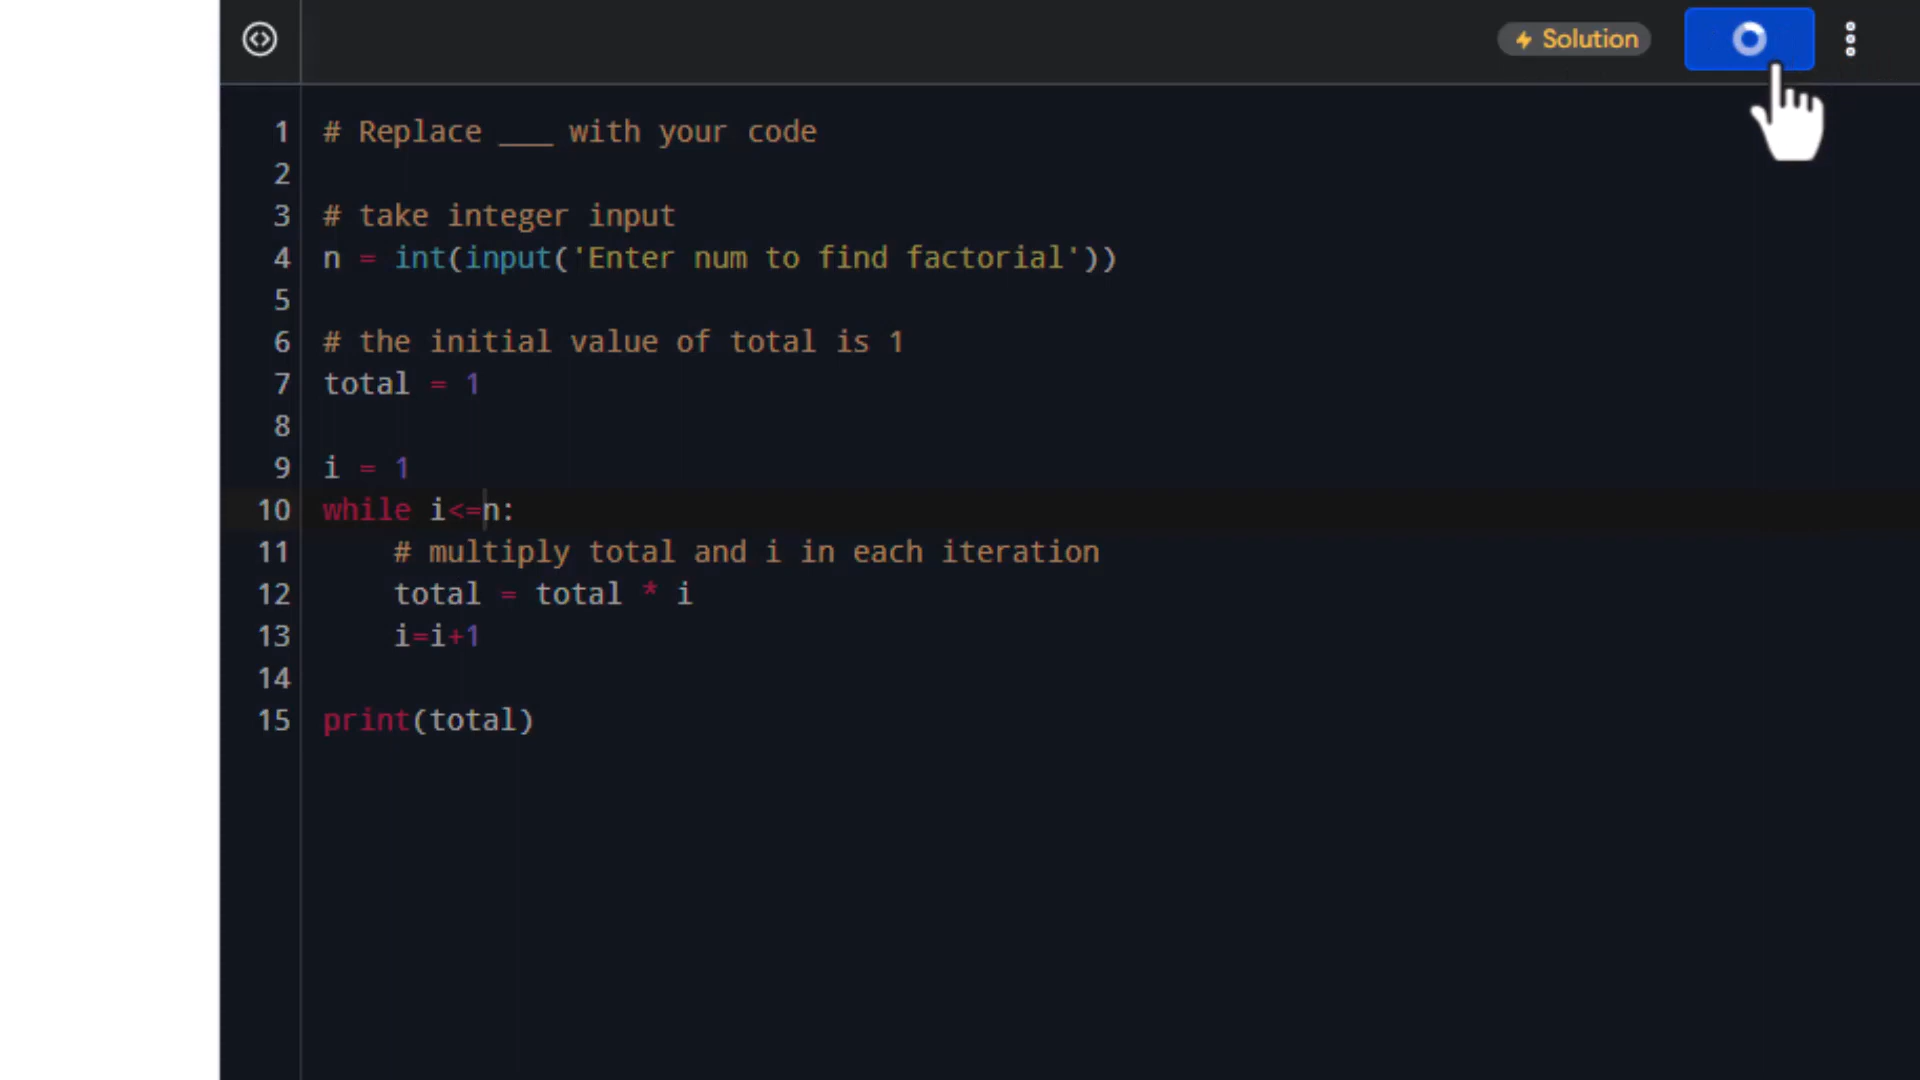 Solution
1 # Replace ___ with your code
2
3 # take integer input
4 n = int(input('Enter num to find factorial'))
5
6 # the initial value of total is 1
7 total = 1
8
9 i = 1
10 while i<=n:
11     # multiply total and i in each iteration
12     total = total * i
13     i=i+1
14
15 print(total)